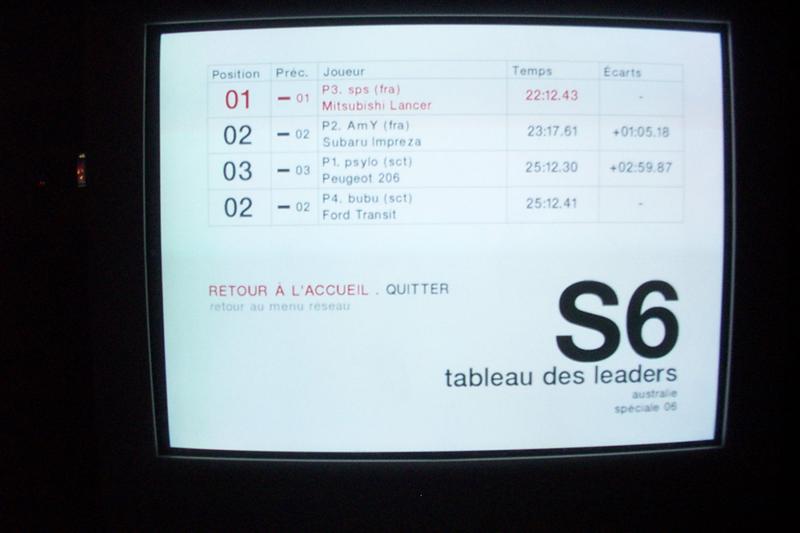 Position Préc. Joueur Temps Écarts
01 – 01 P3. sps (fra) 22:12.43 -
Mitsubishi Lancer
02 – 02 P2. AmY (fra) 23:17.61 +01:05.18
Subaru Impreza
03 – 03 P1. psylo (sct) 25:12.30 +02:59.87
Peugeot 206
02 – 02 P4. bubu (sct) 25:12.41 -
Ford Transit
RETOUR À L'ACCUEIL . QUITTER
retour au menu réseau
S6
tableau des leaders
australie
spéciale 06